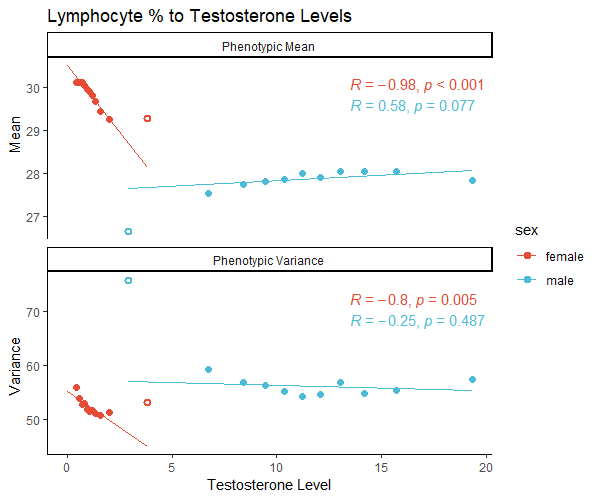 Lymphocyte % to Testosterone Levels
Phenotypic Mean
R = −0.98, p < 0.001
R = 0.58, p = 0.077
30
29
28
27
Mean
Phenotypic Variance
R = −0.8, p = 0.005
R = −0.25, p = 0.487
70
60
50
Variance
0 5 10 15 20
Testosterone Level
sex
female
male